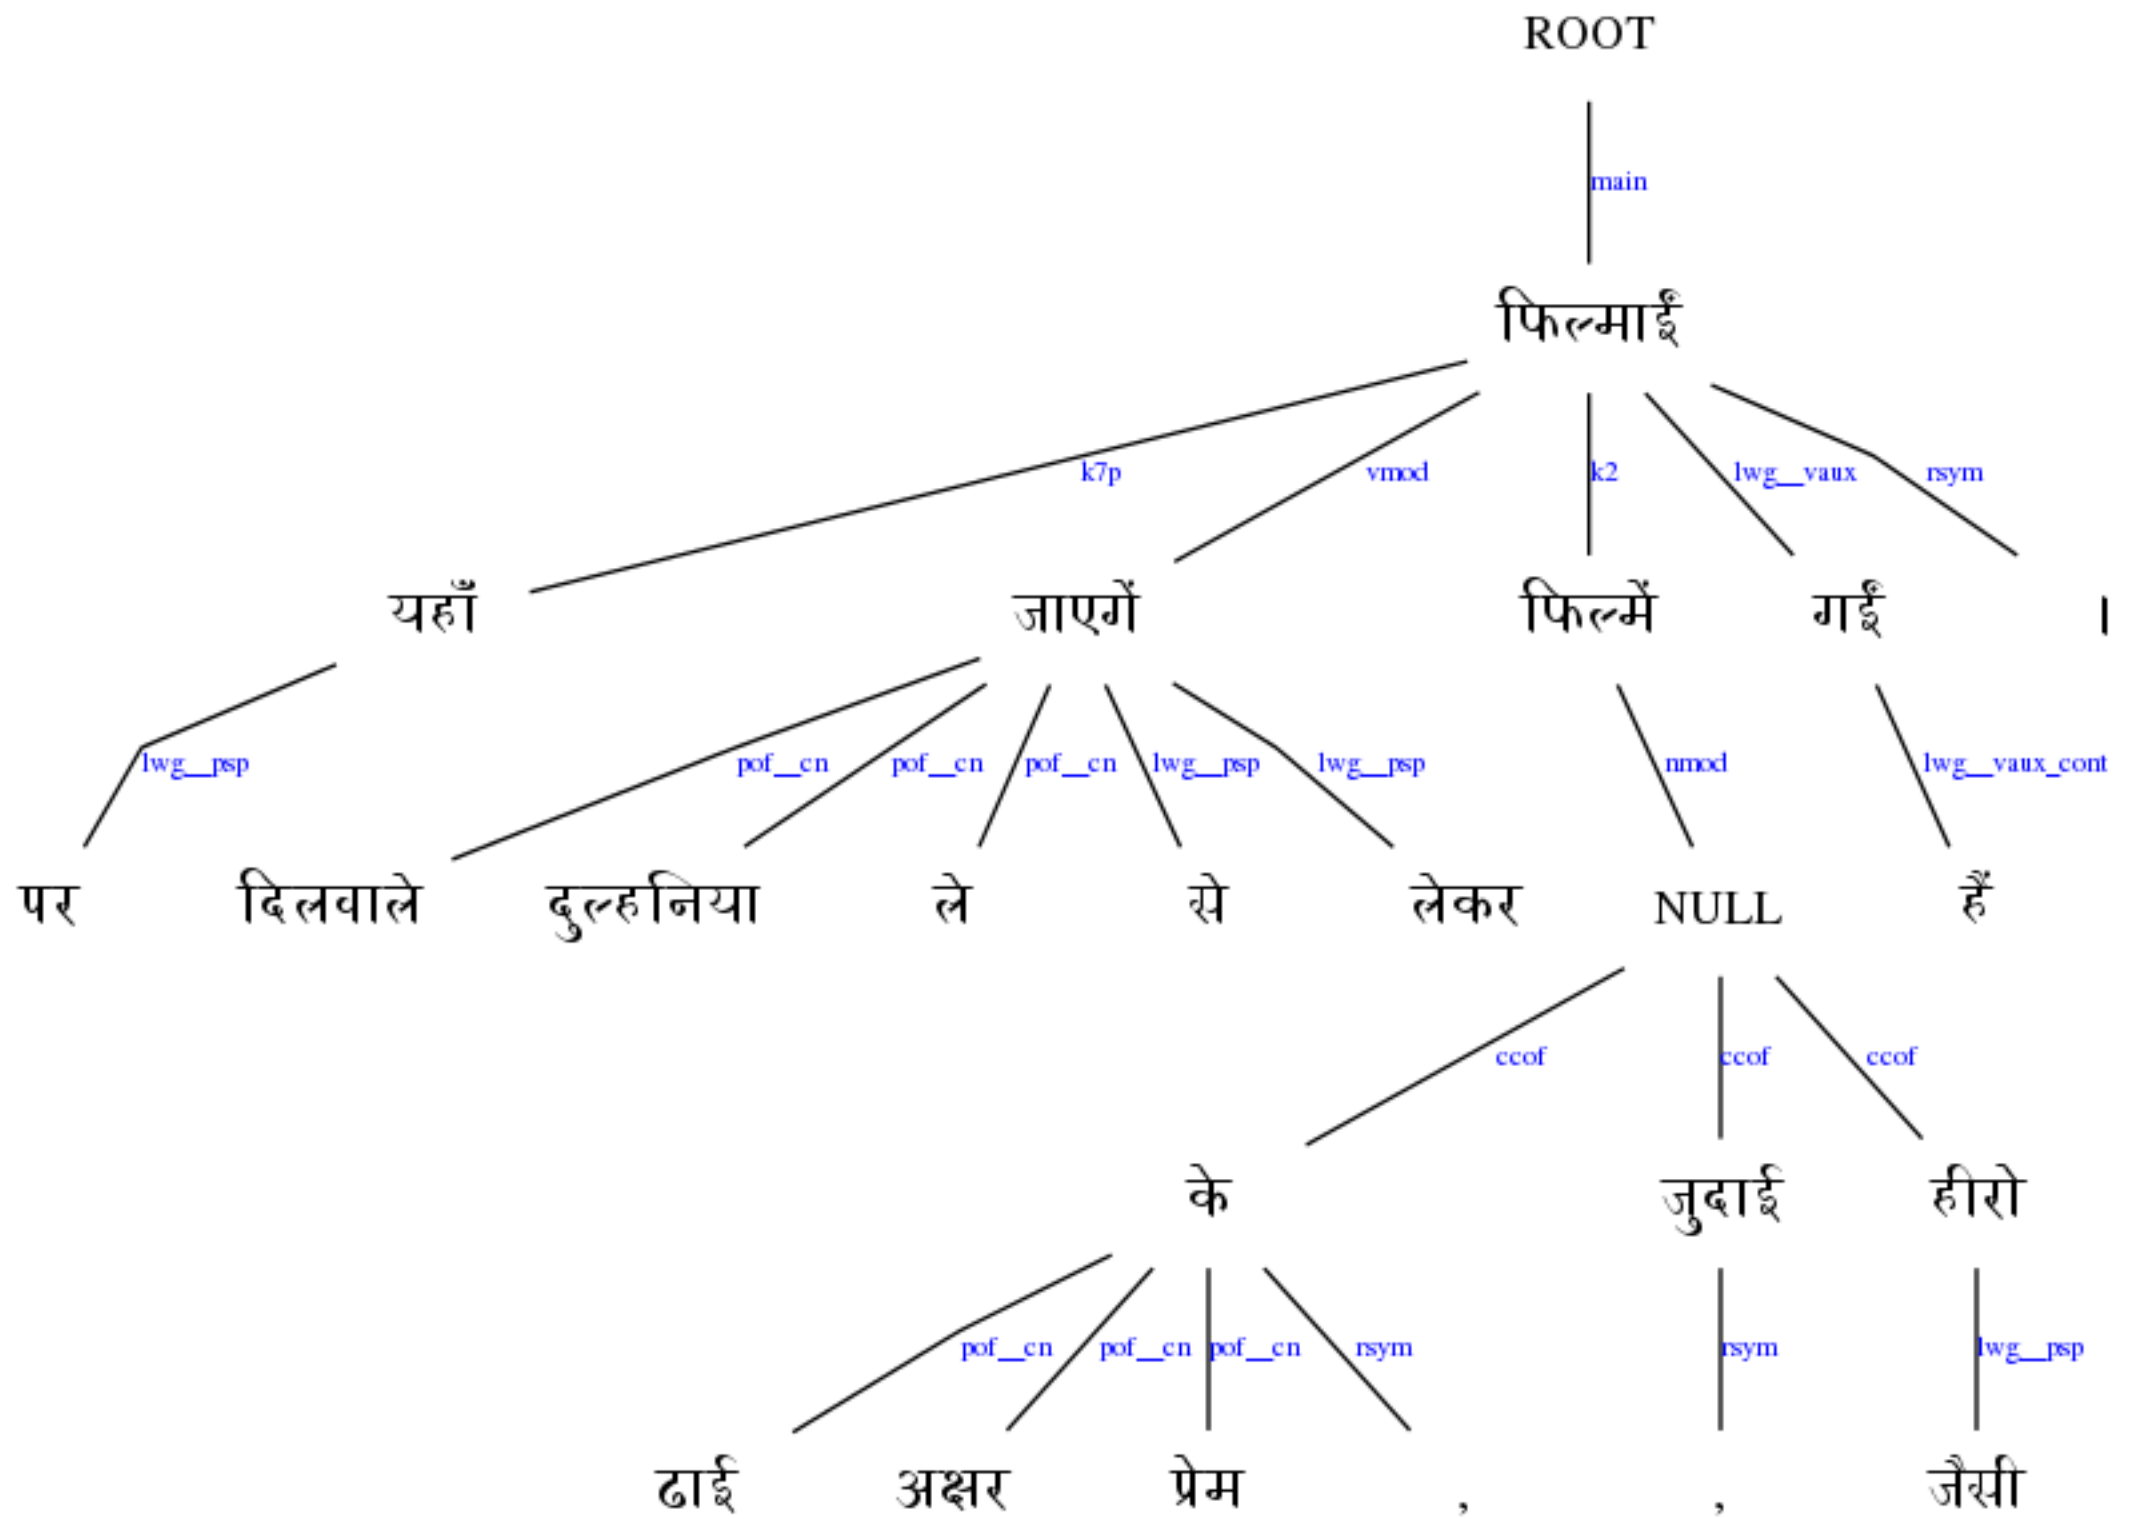 ROOT
main
फिल्माईं
k7p vmod k2 lwg__vaux rsym
यहाँ जाएगें फिल्में गईं ।
lwg__psp pof__cn pof__cn pof__cn lwg__psp lwg__psp nmod lwg__vaux_cont
पर दिलवाले दुल्हनिया ले से लेकर NULL हैं
ccof ccof ccof
के जुदाई हीरो
pof__cn pof__cn pof__cn rsym rsym lwg__psp
ढाई अक्षर प्रेम , , जैसी